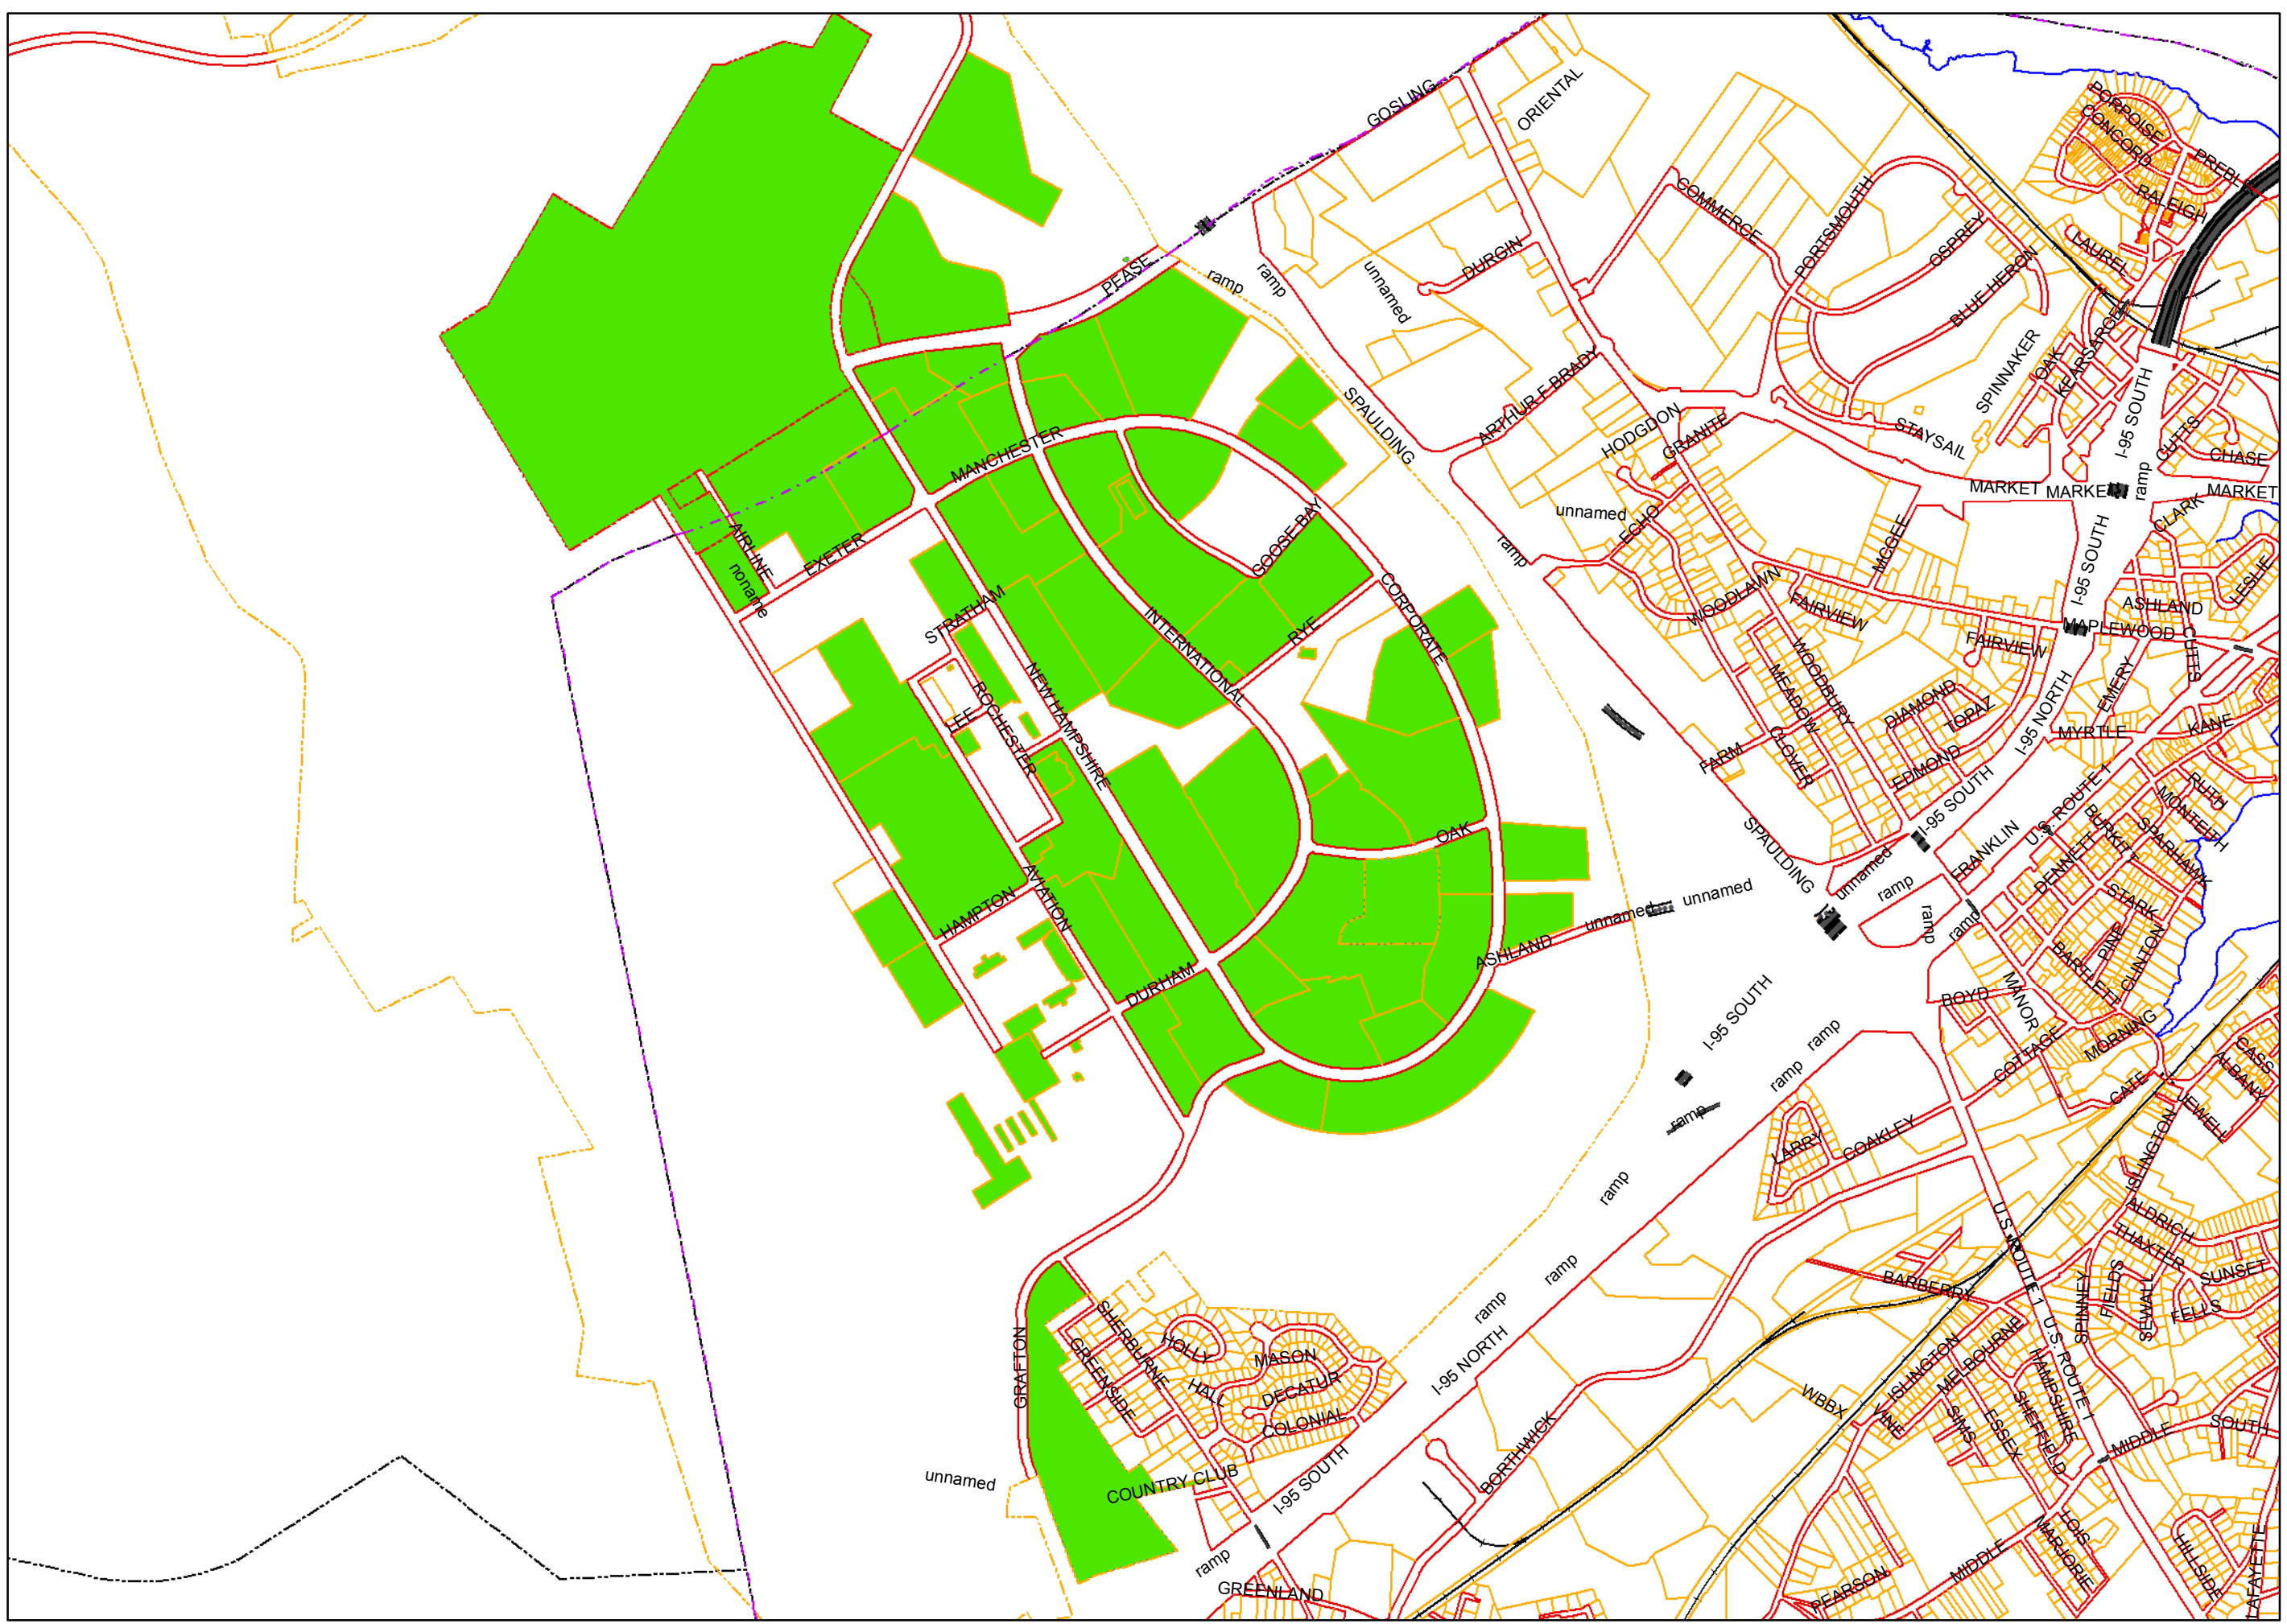 GOSLING
ORIENTAL
PORPOISE
CONCORD
PREBLE
RALEIGH
LAUREL
COMMERCE
PORTSMOUTH
OSPREY
BLUE HERON
DURGIN
PEASE
ramp
ramp
unnamed
SPINNAKER
OAK
KEARSARGE
I-95 SOUTH
ARTHUR F BRADY
SPAULDING
HODGDON
GRANITE
STAYSAIL
CUTTS
CHASE
MANCHESTER
MARKET
MARKET
ramp
MARKET
CLARK
unnamed
ECHO
MCGEE
I-95 SOUTH
GOOSE BAY
AIRLINE
EXETER
noname
ramp
LESLIE
STRATHAM
INTERNATIONAL
RYE
CORPORATE
WOODLAWN
FAIRVIEW
ASHLAND
MAPLEWOOD
FAIRVIEW
CUTTS
NEW HAMPSHIRE
ROCHESTER
LEE
WOODBURY
MEADOW
DIAMOND
TOPAZ
EMERY
I-95 NORTH
MYRTLE
KANE
FARM
CLOVER
EDMOND
I-95 SOUTH
U.S. ROUTE 1
RUTH
MONTEITH
BURKITT
SPARHAWK
OAK
SPAULDING
unnamed
FRANKLIN
DENNETT
STARK
HAMPTON
AVIATION
unnamed
unnamed
ramp
ramp
ramp
PINE
BARTLETT
CLINTON
ASHLAND
DURHAM
BOYD
MANOR
I-95 SOUTH
ramp
COTTAGE
MORNING
CASS
ALBANY
ramp
CATE
JEWELL
ramp
LARRY
COAKLEY
ISLINGTON
ramp
ALDRICH
THAXTER
U.S. ROUTE 1
ramp
BARBERRY
SPINNEY
FIELDS
SEWALL
SUNSET
FELLS
ramp
GRAFTON
SHERBURNE
GREENSIDE
HOLLY
MASON
HALL
DECATUR
COLONIAL
I-95 NORTH
ISLINGTON
MELBOURNE
HAMPSHIRE
U.S. ROUTE 1
WBBX
VINE
SIMS
ESSEX
SHEFFIELD
MIDDLE
SOUTH
unnamed
COUNTRY CLUB
I-95 SOUTH
BORTHWICK
ramp
GREENLAND
PEARSON
MIDDLE
LOIS
MARJORIE
HILLSIDE
LAFAYETTE